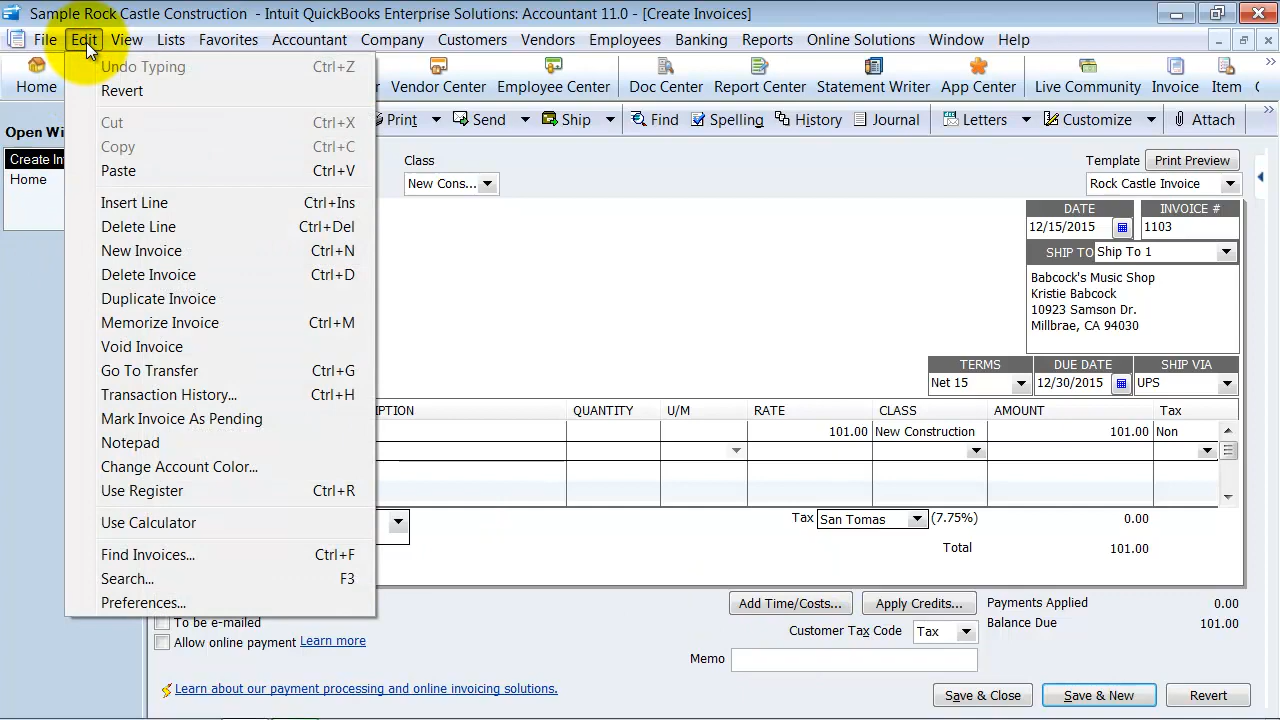 Sample Rock Castle Construction - Intuit QuickBooks Enterprise Solutions: Accountant 11.0 - [Create Invoices]
File Edit View Lists Favorites Accountant Company Customers Vendors Employees Banking Online Solutions Window Help
Home Vendor Center Employee Center Doc Center Report Center Statement Writer App Center Live Community Invoice Item
Open
Print Send Ship Find Spelling History Journal Letters Customize Attach
Undo Typing Ctrl+Z
Revert
Cut Ctrl+X
Copy Ctrl+C
Paste Ctrl+V
Insert Line Ctrl+Ins
Delete Line Ctrl+Del
New Invoice Ctrl+N
Delete Invoice Ctrl+D
Duplicate Invoice
Memorize Invoice Ctrl+M
Void Invoice
Go To Transfer Ctrl+G
Transaction History... Ctrl+H
Mark Invoice As Pending
Notepad
Change Account Color...
Use Register Ctrl+R
Use Calculator
Find Invoices... Ctrl+F
Search... F3
Preferences...
Create
Home
Class
New Cons...
Template Print Preview
Rock Castle Invoice
DATE INVOICE #
12/15/2015 1103
SHIP TO Ship To 1
Babcock's Music Shop
Kristie Babcock
10923 Samson Dr.
Millbrae, CA 94030
TERMS DUE DATE SHIP VIA
Net 15 12/30/2015 UPS
PTION QUANTITY U/M RATE CLASS AMOUNT Tax
101.00 New Construction 101.00 Non
Tax San Tomas (7.75%) 0.00
Total 101.00
Add Time/Costs... Apply Credits... Payments Applied 0.00
To be e-mailed
Balance Due 101.00
Customer Tax Code Tax
Allow online payment Learn more
Memo
Learn about our payment processing and online invoicing solutions.
Save & Close Save & New Revert